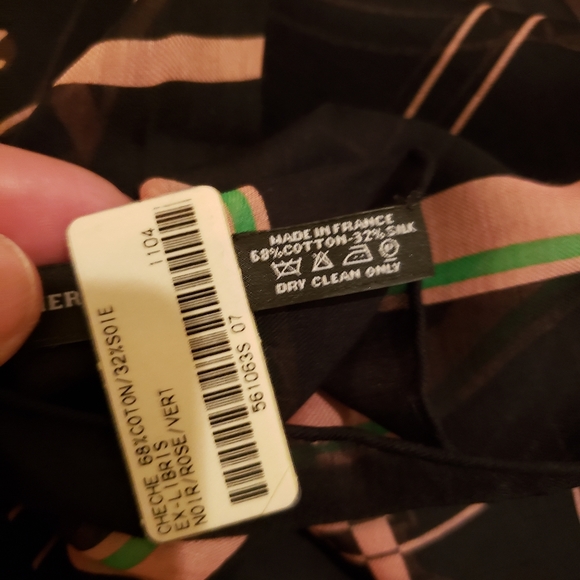 MADE IN FRANCE
68%COTTON-32%SILK
DRY CLEAN ONLY
ER
1104
561063S 07
CHECHE 68%COTON/32%SOIE
EX-LIBRIS
NOIR/ROSE/VERT